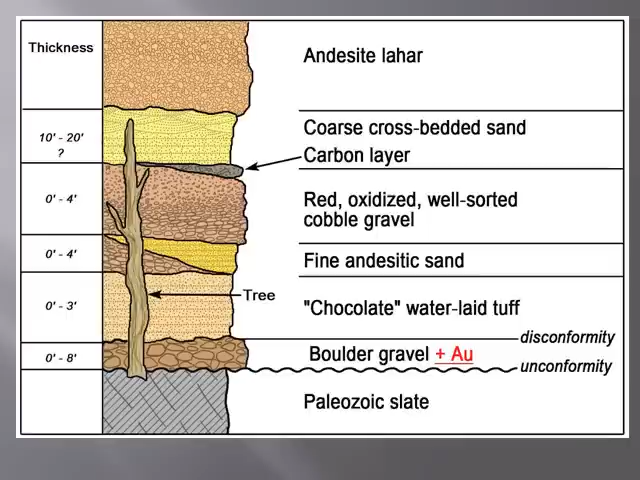 Thickness
Andesite lahar
10' - 20'
?
Coarse cross-bedded sand
Carbon layer
0' - 4'
Red, oxidized, well-sorted
cobble gravel
0' - 4'
Fine andesitic sand
Tree
0' - 3'
"Chocolate" water-laid tuff
disconformity
0' - 8'
Boulder gravel + Au
unconformity
Paleozoic slate